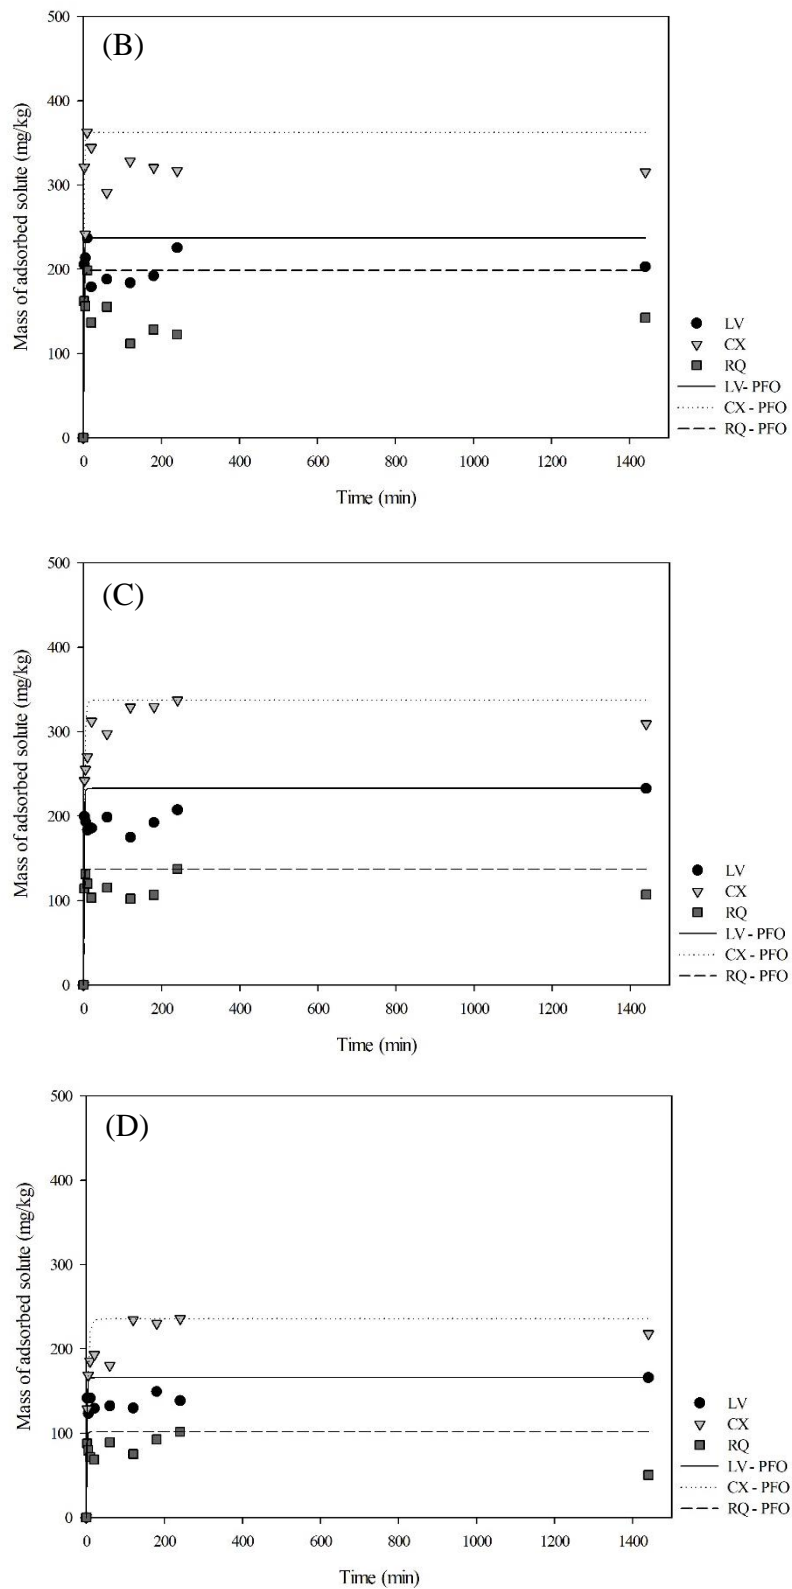 (B)
Mass of adsorbed solute (mg/kg)
500
400
300
200
100
0
0 200 400 600 800 1000 1200 1400
Time (min)
LV
CX
RQ
LV- PFO
CX - PFO
RQ - PFO
(C)
Mass of adsorbed solute (mg/kg)
500
400
300
200
100
0
0 200 400 600 800 1000 1200 1400
Time (min)
LV
CX
RQ
LV - PFO
CX - PFO
RQ - PFO
(D)
Mass of adsorbed solute (mg/kg)
500
400
300
200
100
0
0 200 400 600 800 1000 1200 1400
Time (min)
LV
CX
RQ
LV - PFO
CX - PFO
RQ - PFO